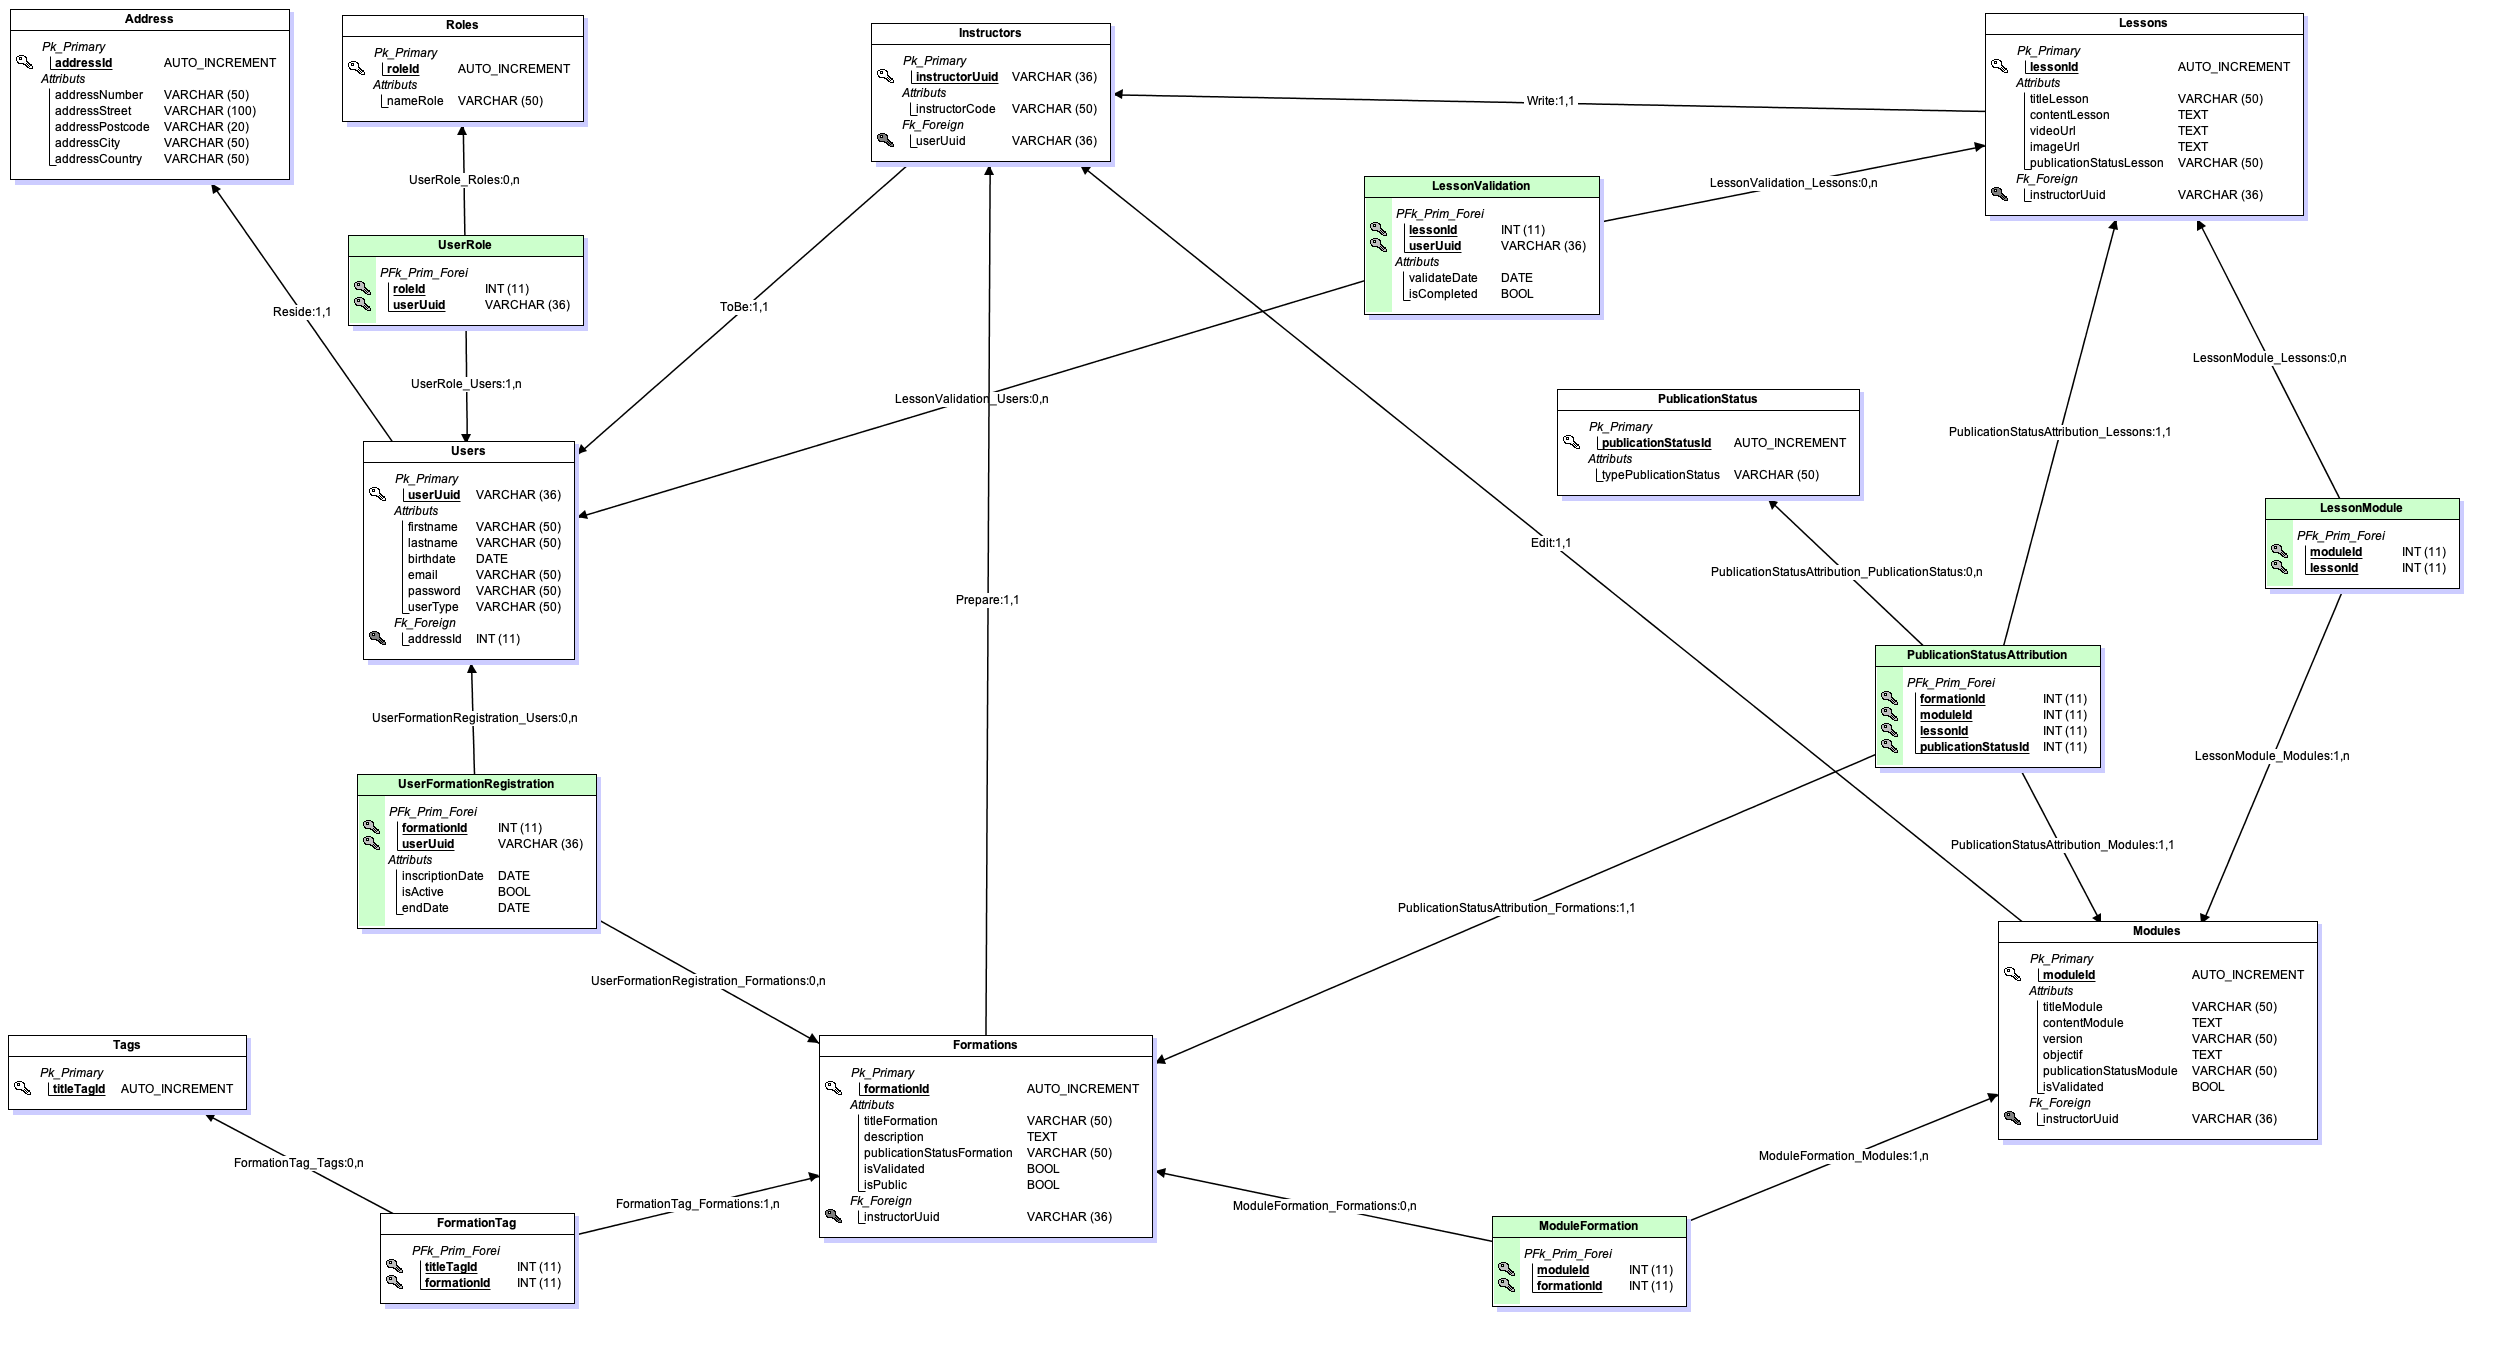 Address
Pk_Primary
addressId AUTO_INCREMENT
Attributs
addressNumber VARCHAR (50)
addressStreet VARCHAR (100)
addressPostcode VARCHAR (20)
addressCity VARCHAR (50)
addressCountry VARCHAR (50)
Roles
Pk_Primary
roleId AUTO_INCREMENT
Attributs
nameRole VARCHAR (50)
Instructors
Pk_Primary
instructorUuid VARCHAR (36)
Attributs
instructorCode VARCHAR (50)
Fk_Foreign
userUuid VARCHAR (36)
Lessons
Pk_Primary
lessonId AUTO_INCREMENT
Attributs
titleLesson VARCHAR (50)
contentLesson TEXT
videoUrl TEXT
imageUrl TEXT
publicationStatusLesson VARCHAR (50)
Fk_Foreign
instructorUuid VARCHAR (36)
Write:1,1
UserRole_Roles:0,n
LessonValidation_Lessons:0,n
LessonValidation
PFk_Prim_Forei
lessonId INT (11)
userUuid VARCHAR (36)
Attributs
validateDate DATE
isCompleted BOOL
UserRole
PFk_Prim_Forei
roleId INT (11)
userUuid VARCHAR (36)
Reside:1,1
ToBe:1,1
UserRole_Users:1,n
LessonValidation_Users:0,n
LessonModule_Lessons:0,n
PublicationStatus
Pk_Primary
publicationStatusId AUTO_INCREMENT
Attributs
typePublicationStatus VARCHAR (50)
PublicationStatusAttribution_Lessons:1,1
Users
Pk_Primary
userUuid VARCHAR (36)
Attributs
firstname VARCHAR (50)
lastname VARCHAR (50)
birthdate DATE
email VARCHAR (50)
password VARCHAR (50)
userType VARCHAR (50)
Fk_Foreign
addressId INT (11)
LessonModule
PFk_Prim_Forei
moduleId INT (11)
lessonId INT (11)
Edit:1,1
PublicationStatusAttribution_PublicationStatus:0,n
Prepare:1,1
PublicationStatusAttribution
PFk_Prim_Forei
formationId INT (11)
moduleId INT (11)
lessonId INT (11)
publicationStatusId INT (11)
UserFormationRegistration_Users:0,n
LessonModule_Modules:1,n
UserFormationRegistration
PFk_Prim_Forei
formationId INT (11)
userUuid VARCHAR (36)
Attributs
inscriptionDate DATE
isActive BOOL
endDate DATE
PublicationStatusAttribution_Modules:1,1
PublicationStatusAttribution_Formations:1,1
Modules
Pk_Primary
moduleId AUTO_INCREMENT
Attributs
titleModule VARCHAR (50)
contentModule TEXT
version VARCHAR (50)
objectif TEXT
publicationStatusModule VARCHAR (50)
isValidated BOOL
Fk_Foreign
instructorUuid VARCHAR (36)
UserFormationRegistration_Formations:0,n
Tags
Pk_Primary
titleTagId AUTO_INCREMENT
Formations
Pk_Primary
formationId AUTO_INCREMENT
Attributs
titleFormation VARCHAR (50)
description TEXT
publicationStatusFormation VARCHAR (50)
isValidated BOOL
isPublic BOOL
Fk_Foreign
instructorUuid VARCHAR (36)
FormationTag_Tags:0,n
ModuleFormation_Modules:1,n
FormationTag_Formations:1,n
ModuleFormation_Formations:0,n
FormationTag
PFk_Prim_Forei
titleTagId INT (11)
formationId INT (11)
ModuleFormation
PFk_Prim_Forei
moduleId INT (11)
formationId INT (11)